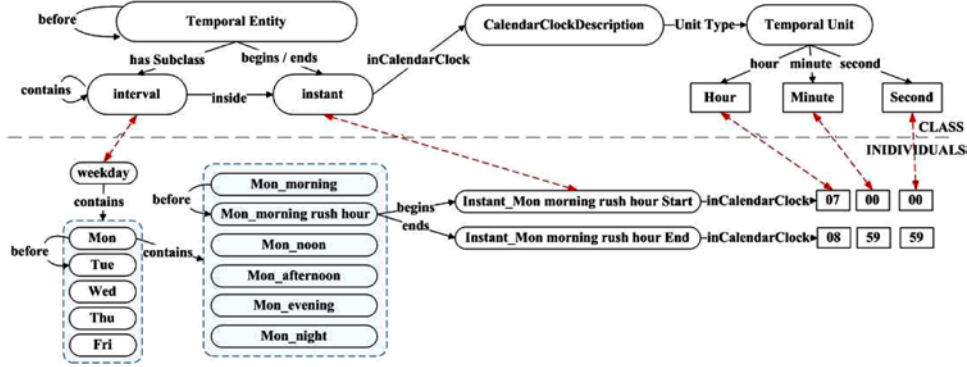 before
Temporal Entity
CalendarClockDescription
Unit Type
Temporal Unit
has Subclass
begins / ends
inCalendarClock
hour minute second
contains
interval
inside
instant
Hour
Minute
Second
CLASS
INIDIVIDUALS
weekday
contains
before
Mon
Tue
Wed
Thu
Fri
contains
before
Mon_morning
Mon_morning rush hour
Mon_noon
Mon_afternoon
Mon_evening
Mon_night
begins
ends
Instant_Mon morning rush hour Start
inCalendarClock
07 00 00
Instant_Mon morning rush hour End
inCalendarClock
08 59 59